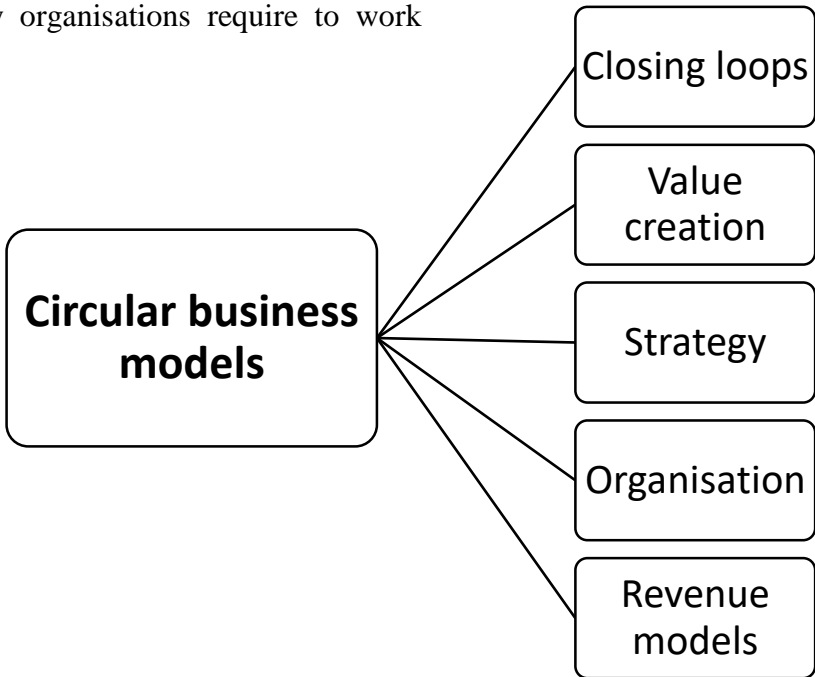 organisations require to work
Closing loops
Value
creation
Circular business
models
Strategy
Organisation
Revenue
models